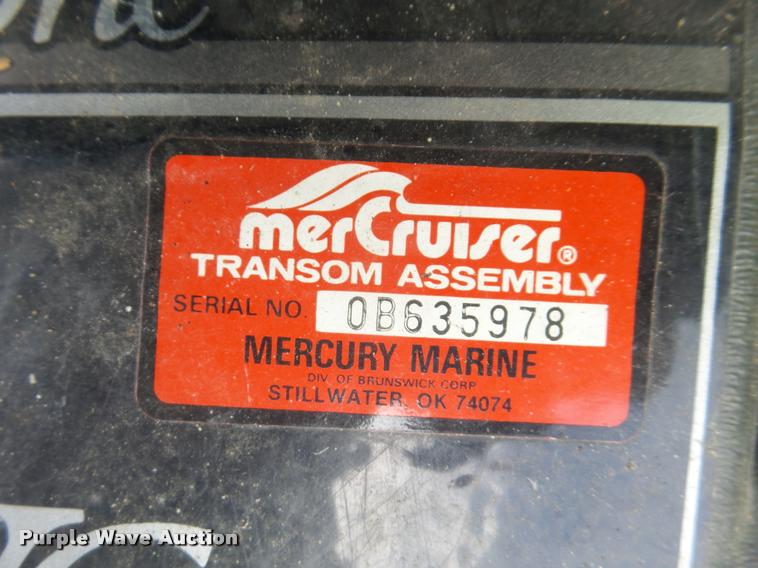 merCruiser®
TRANSOM ASSEMBLY
SERIAL NO. 0B635978
MERCURY MARINE
DIV. OF BRUNSWICK CORP
STILLWATER, OK 74074
Purple Wave Auction